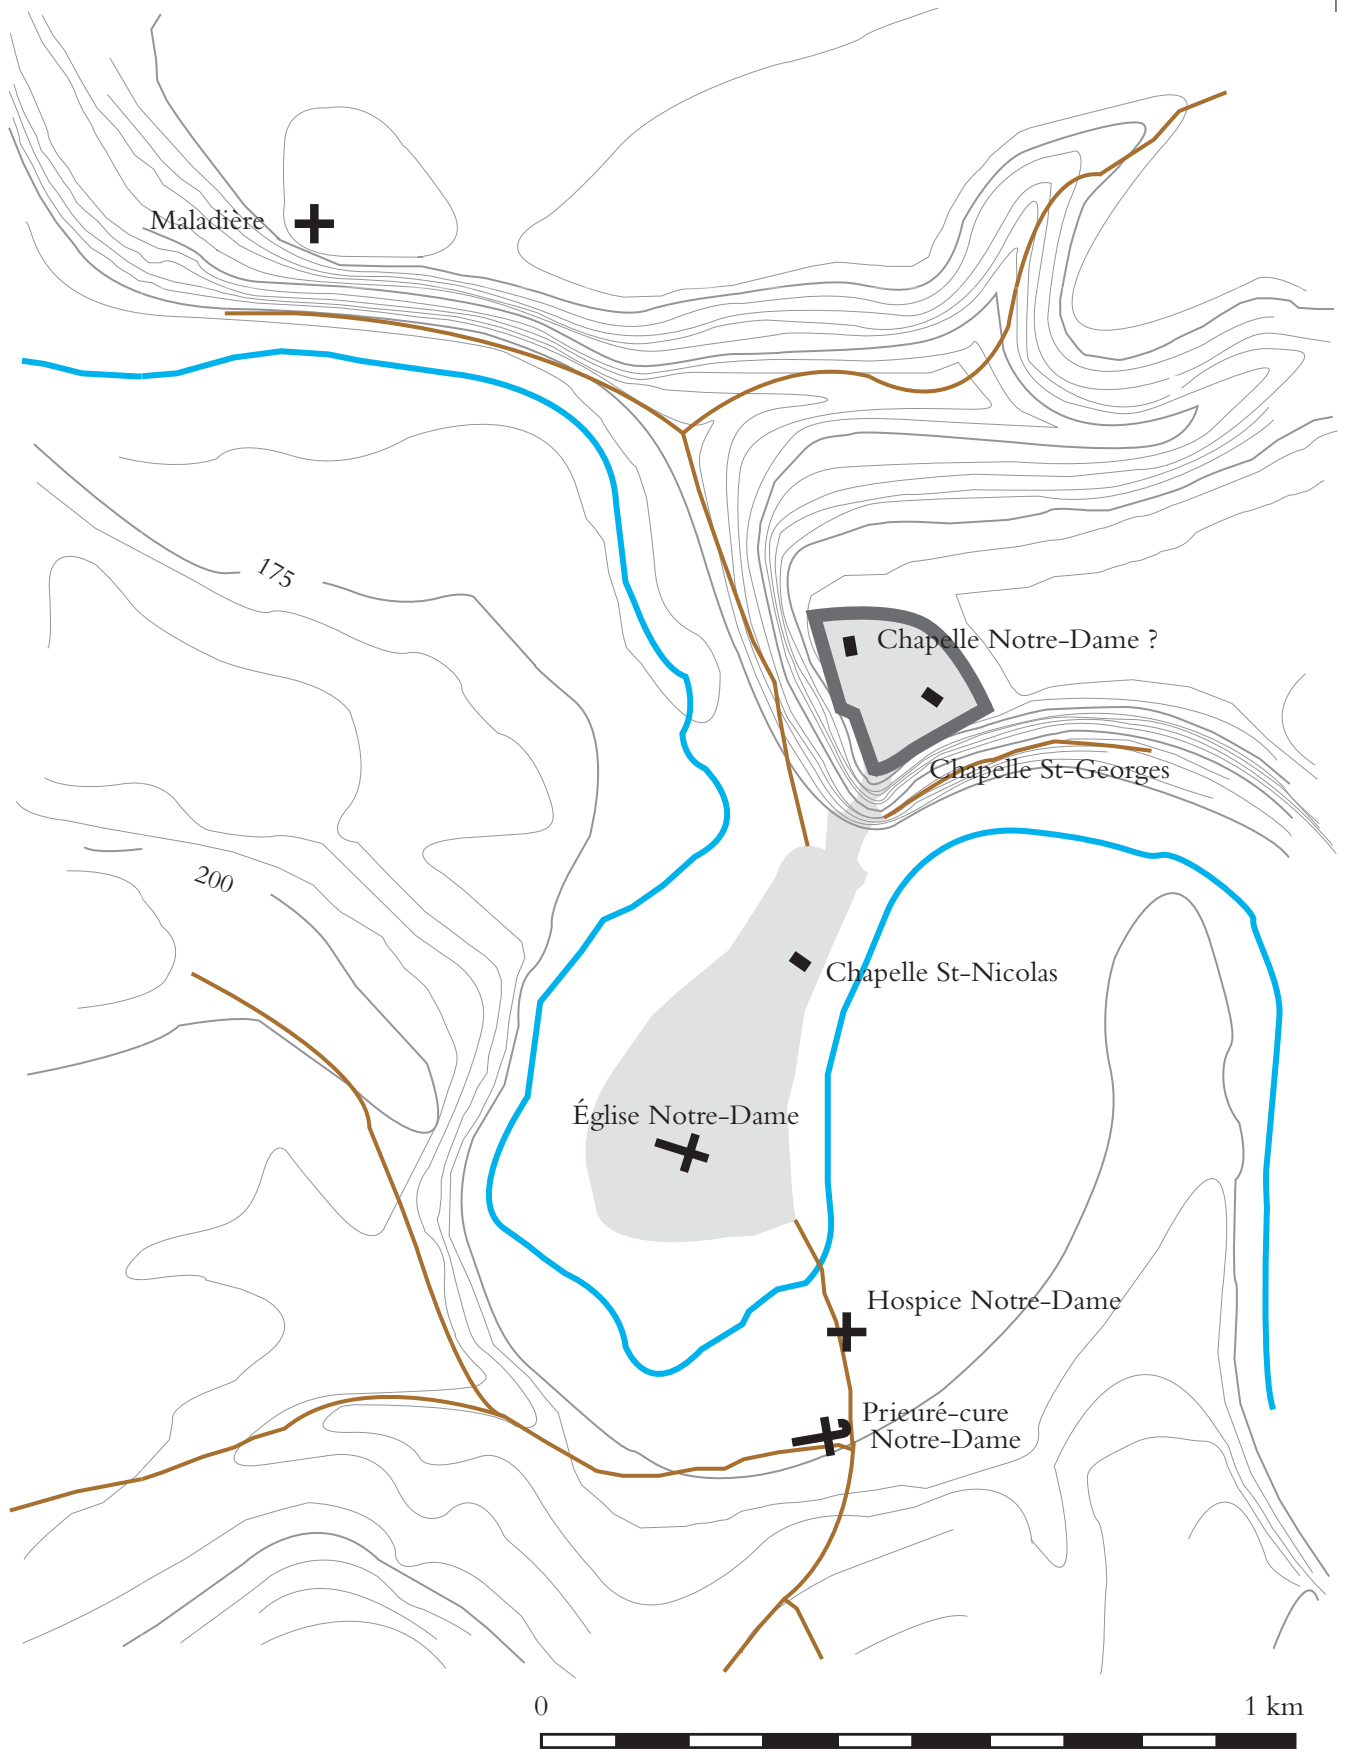 Maladière
175
Chapelle Notre-Dame ?
Chapelle St-Georges
200
Chapelle St-Nicolas
Église Notre-Dame
Hospice Notre-Dame
Prieuré-cure
Notre-Dame
0 1 km